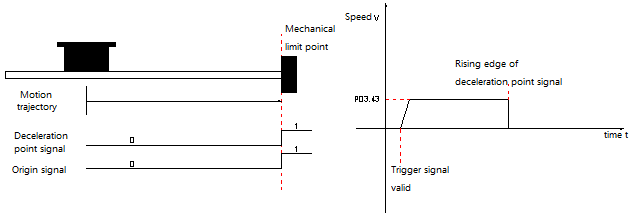 Mechanical
limit point
Motion
trajectory
Deceleration
point signal
0
1
Origin signal
0
1
Speed v
Rising edge of
deceleration point signal
P03.43
time t
Trigger signal
valid